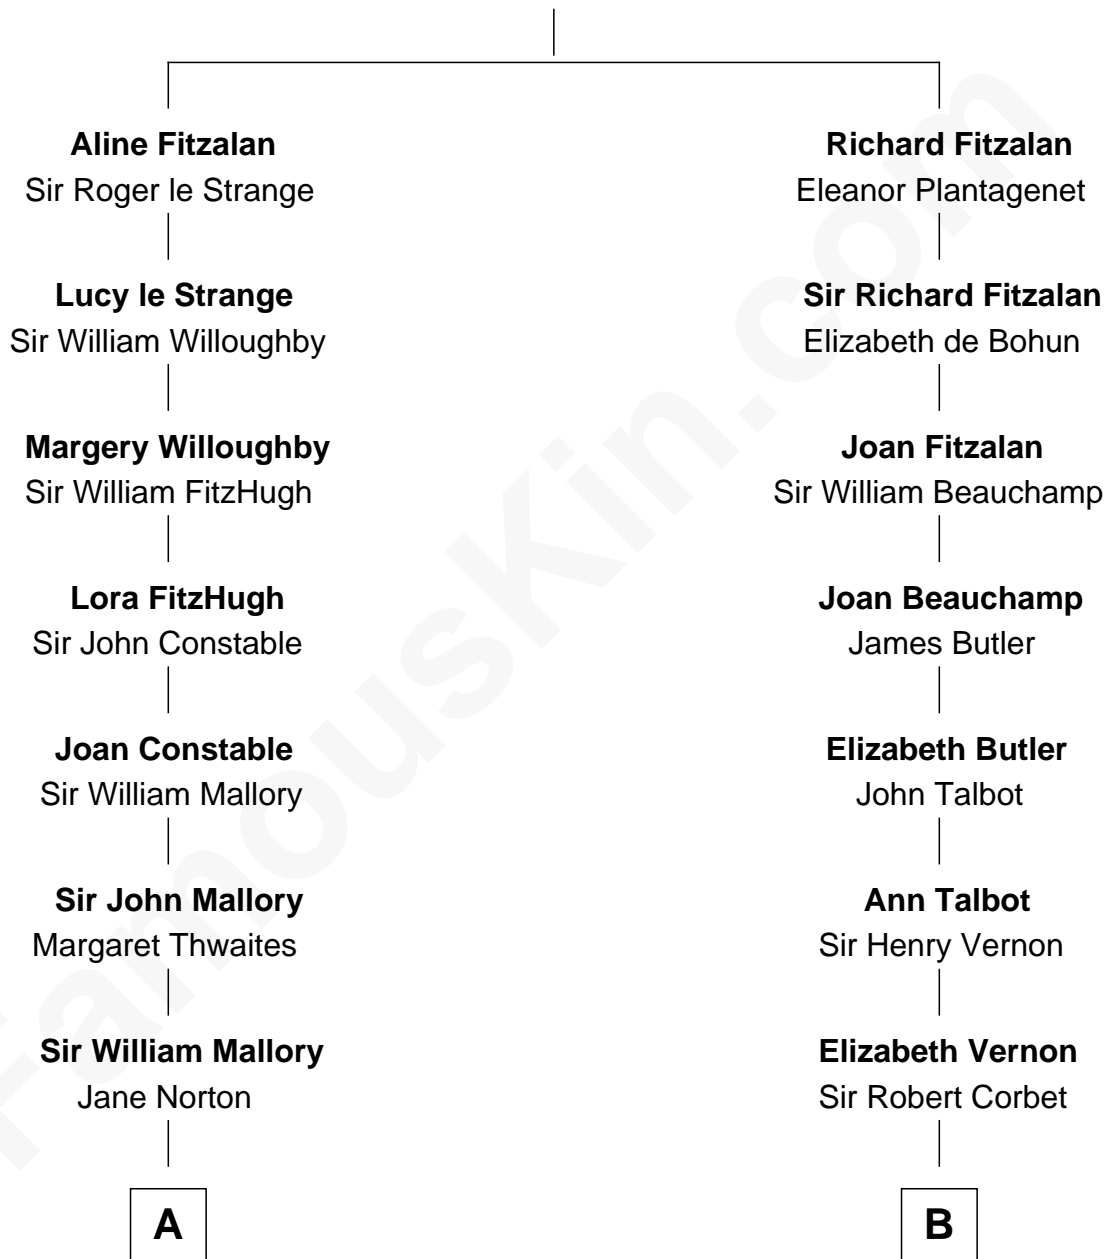 Aline Fitzalan
Sir Roger le Strange
Richard Fitzalan
Eleanor Plantagenet
Lucy le Strange
Sir William Willoughby
Sir Richard Fitzalan
Elizabeth de Bohun
Margery Willoughby
Sir William FitzHugh
Joan Fitzalan
Sir William Beauchamp
Lora FitzHugh
Sir John Constable
Joan Beauchamp
James Butler
Joan Constable
Sir William Mallory
Elizabeth Butler
John Talbot
Sir John Mallory
Margaret Thwaites
Ann Talbot
Sir Henry Vernon
Sir William Mallory
Jane Norton
Elizabeth Vernon
Sir Robert Corbet
A
B
FamousKin.com